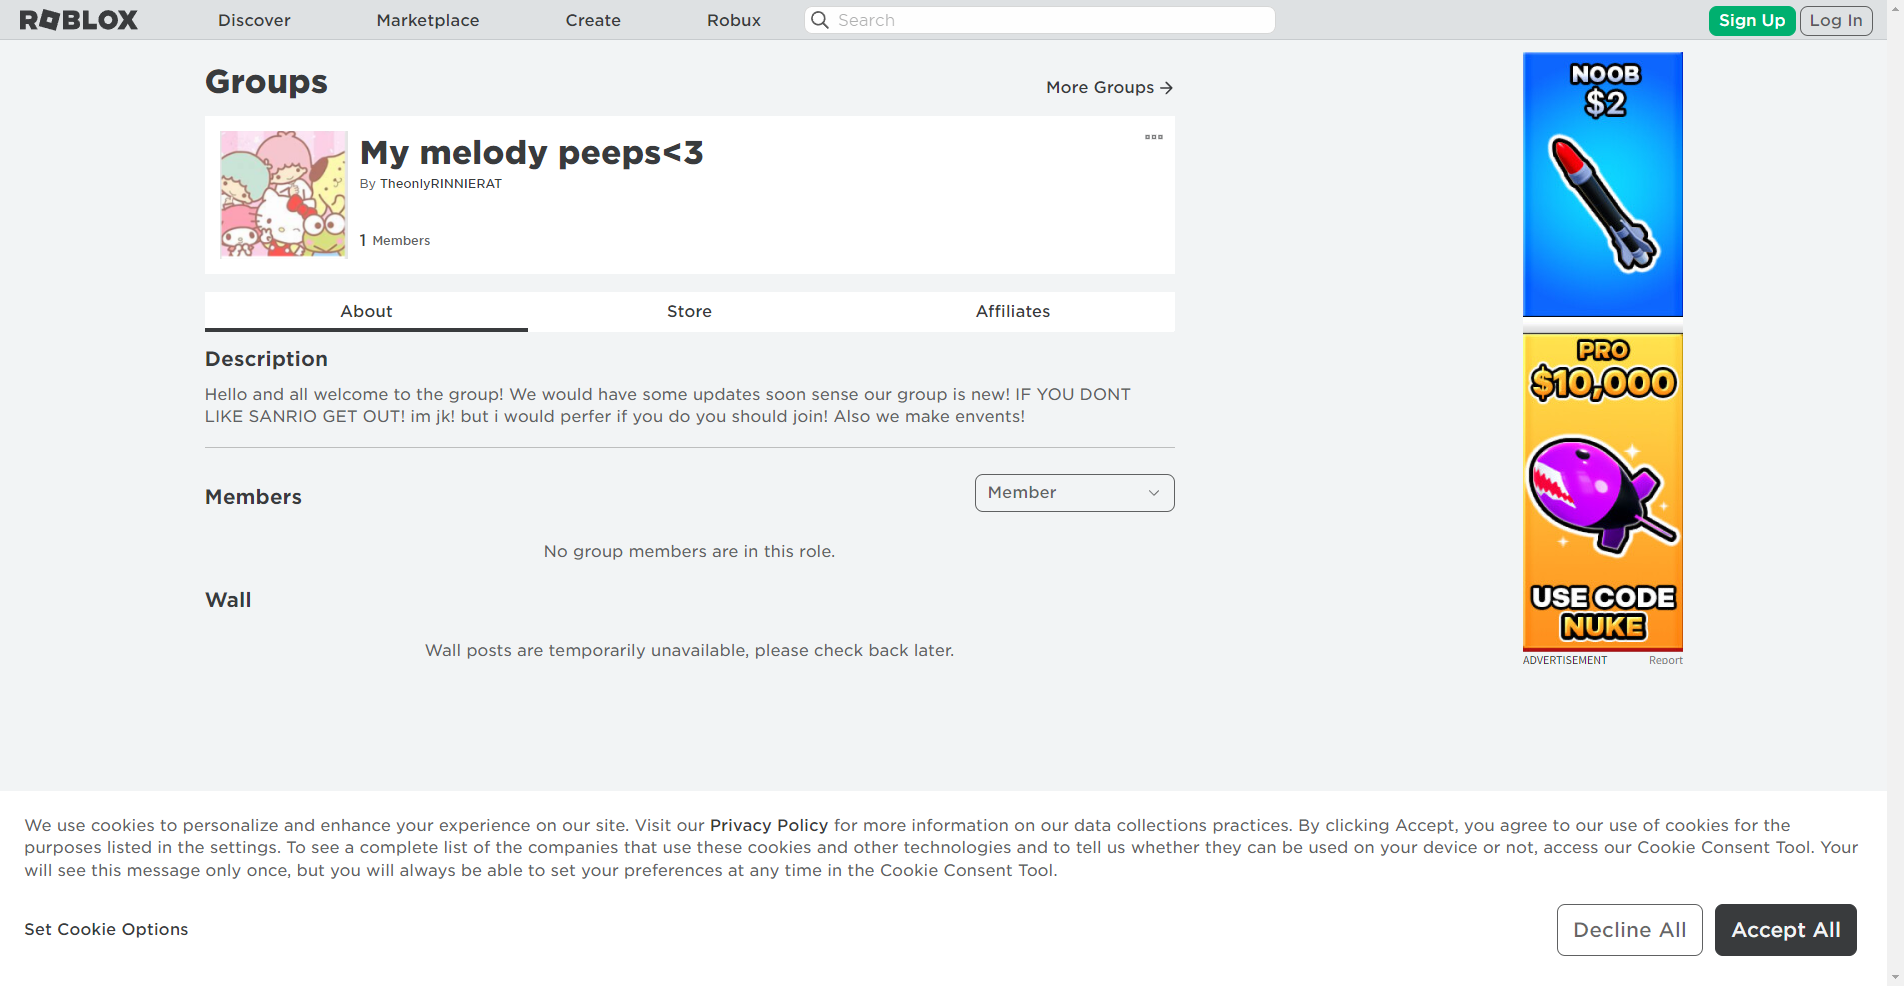 ROBLOX
Discover
Marketplace
Create
Robux
Search
Sign Up
Log In
Groups
More Groups
My melody peeps<3
By TheonlyRINNIERAT
1 Members
About
Store
Affiliates
Description
Hello and all welcome to the group! We would have some updates soon sense our group is new! IF YOU DONT
LIKE SANRIO GET OUT! im jk! but i would perfer if you do you should join! Also we make envents!
Members
Member
No group members are in this role.
Wall
Wall posts are temporarily unavailable, please check back later.
NOOB
$2
PRO
$10,000
USE CODE
NUKE
ADVERTISEMENT
Report
We use cookies to personalize and enhance your experience on our site. Visit our Privacy Policy for more information on our data collections practices. By clicking Accept, you agree to our use of cookies for the
purposes listed in the settings. To see a complete list of the companies that use these cookies and other technologies and to tell us whether they can be used on your device or not, access our Cookie Consent Tool. Your
will see this message only once, but you will always be able to set your preferences at any time in the Cookie Consent Tool.
Set Cookie Options
Decline All
Accept All